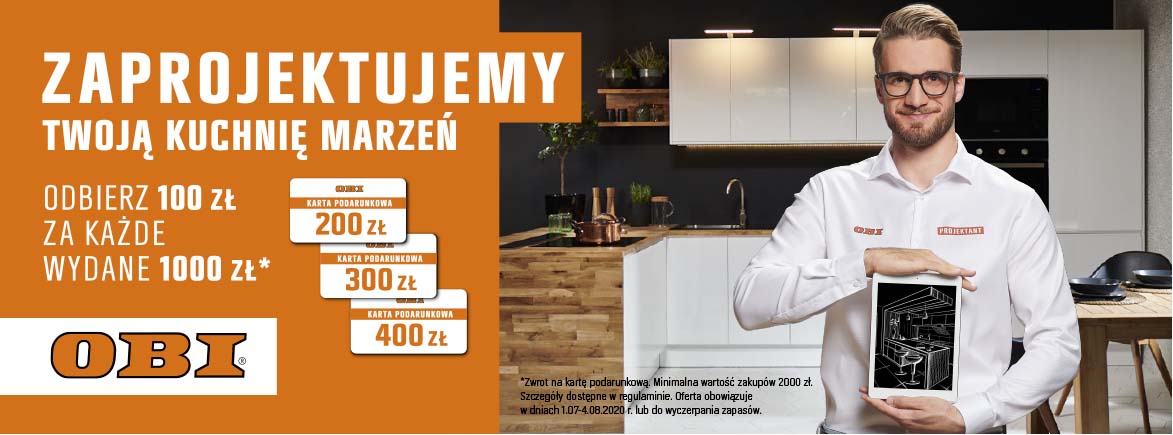 ZAPROJEKTUJEMY
TWOJĄ KUCHNIĘ MARZEŃ
ODBIERZ 100 ZŁ
ZA KAŻDE
WYDANE 1000 ZŁ*
OBI
KARTA PODARUNKOWA
200 ZŁ
OBI
KARTA PODARUNKOWA
300 ZŁ
OBI
KARTA PODARUNKOWA
400 ZŁ
OBI®
OBI
PROJEKTANT
*Zwrot na kartę podarunkową. Minimalna wartość zakupów 2000 zł.
Szczegóły dostępne w regulaminie. Oferta obowiązuje
w dniach 1.07-4.08.2020 r. lub do wyczerpania zapasów.